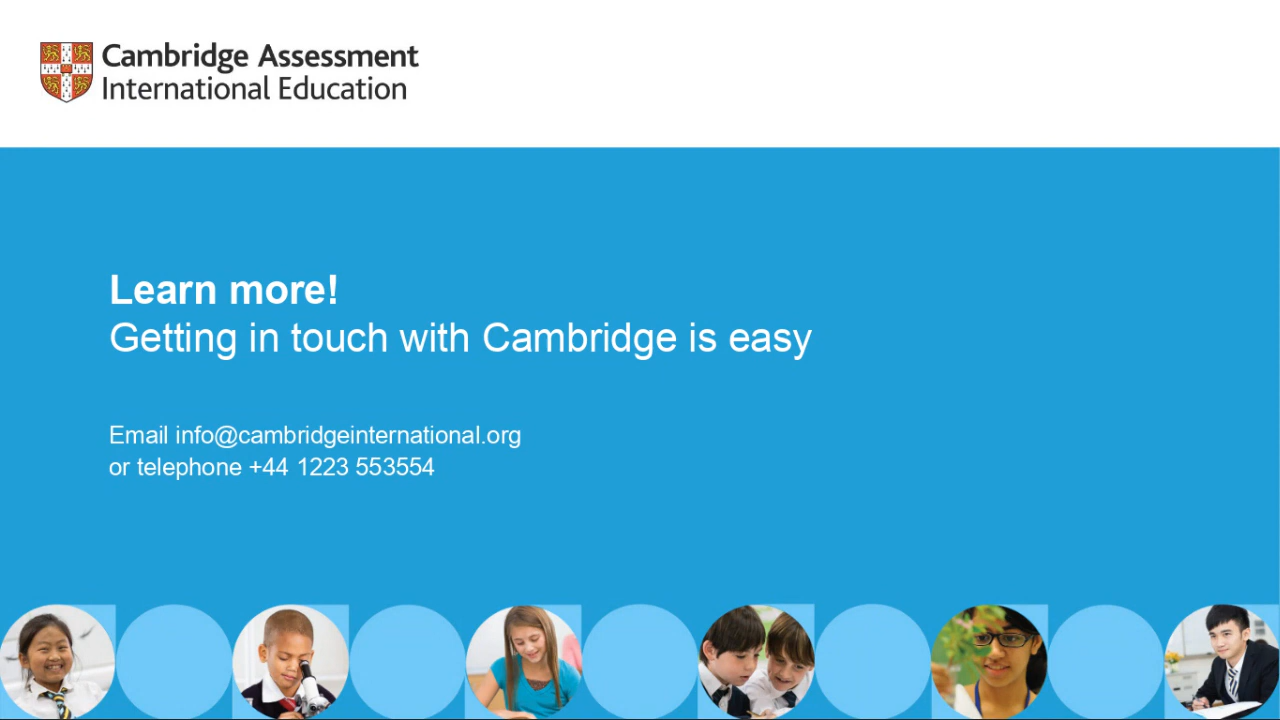 Cambridge Assessment
International Education
Learn more!
Getting in touch with Cambridge is easy
Email info@cambridgeinternational.org
or telephone +44 1223 553554